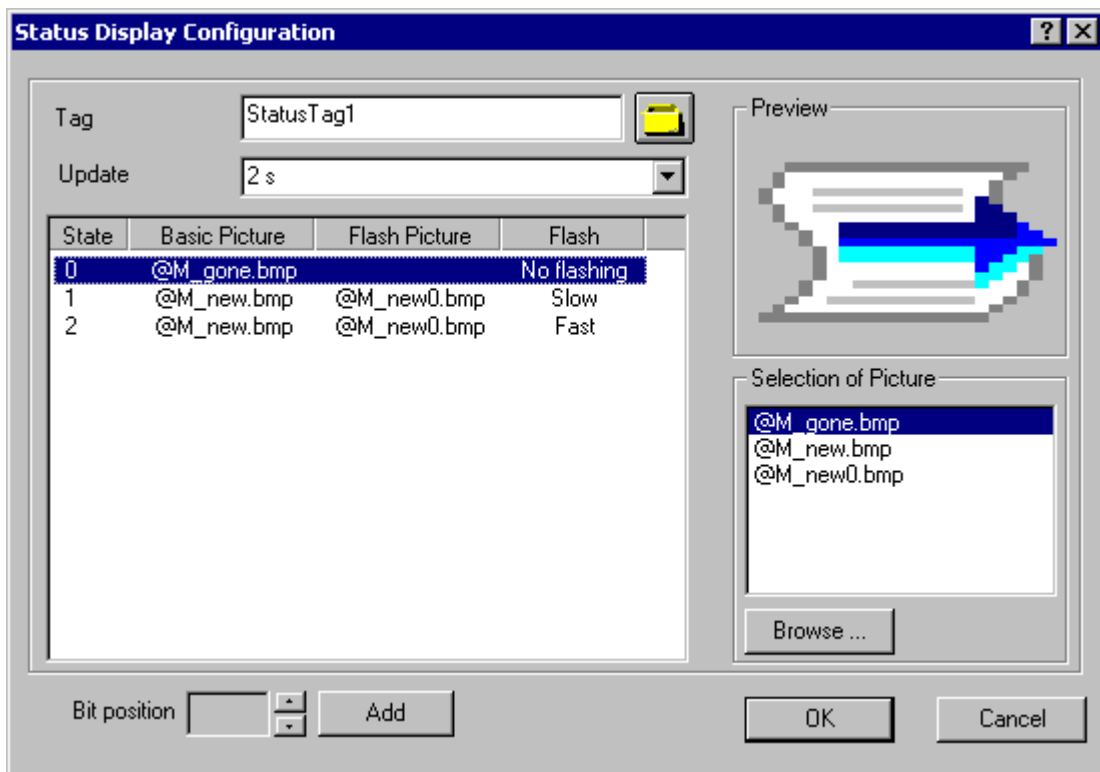 Status Display Configuration
Tag
StatusTag1
Update
2 s
State Basic Picture Flash Picture Flash
0 @M_gone.bmp No flashing
1 @M_new.bmp @M_new0.bmp Slow
2 @M_new.bmp @M_new0.bmp Fast
Preview
Selection of Picture
@M_gone.bmp
@M_new.bmp
@M_new0.bmp
Browse ...
Bit position
Add
OK
Cancel